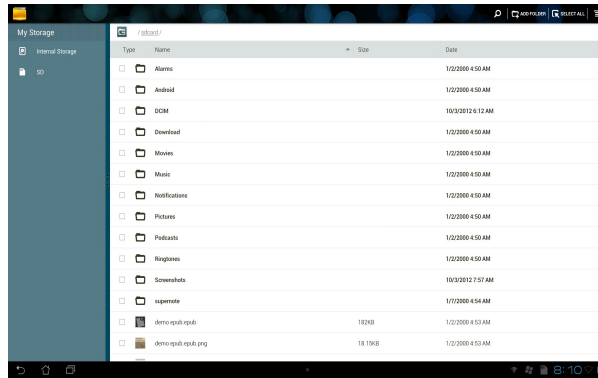 ADD FOLDER SELECT ALL
My Storage
/sdcard/
Internal Storage
SD
Type Name Size Date
Alarms 1/2/2000 4:50 AM
Android 1/2/2000 4:50 AM
DCIM 10/3/2012 6:12 AM
Download 1/2/2000 4:50 AM
Movies 1/2/2000 4:50 AM
Music 1/2/2000 4:50 AM
Notifications 1/2/2000 4:50 AM
Pictures 1/2/2000 4:50 AM
Podcasts 1/2/2000 4:50 AM
Ringtones 1/2/2000 4:50 AM
Screenshots 10/3/2012 7:57 AM
supernote 1/7/2000 4:54 AM
demo epub.epub 182KB 1/2/2000 4:53 AM
demo epub.epub.png 18.15KB 1/2/2000 4:53 AM
8:10